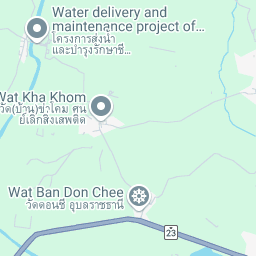 Water delivery and
maintenance project of…
โครงการส่งน้ำ
และบำรุงรักษาชี…
Wat Kha Khom
วัด(บ้าน)ข่าโคม ศูน
ย์เลิกสิ่งเสพติด
Wat Ban Don Chee
วัดดอนชี อุบลราชธานี
23